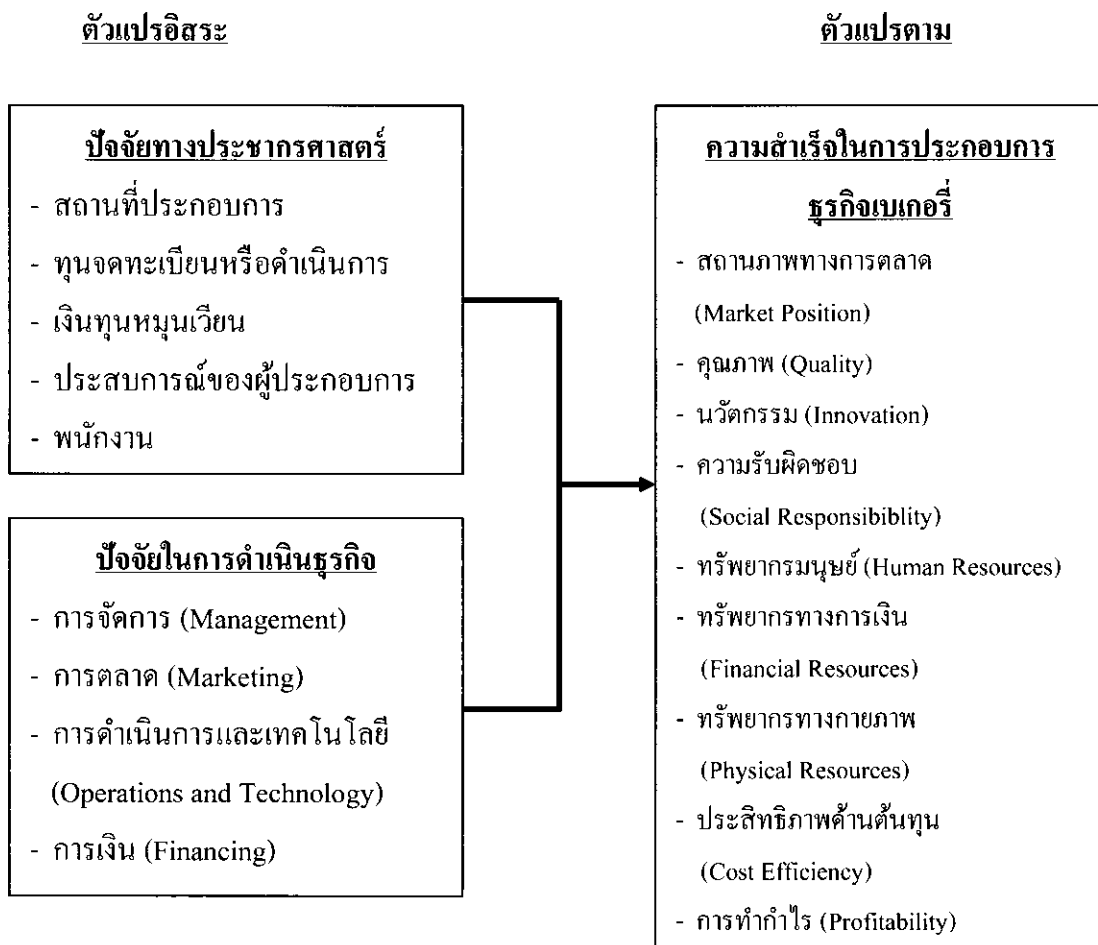 ตัวแปรอิสระ
ตัวแปรตาม
ปัจจัยทางประชากรศาสตร์
- สถานที่ประกอบการ
- ทุนจดทะเบียนหรือดำเนินการ
- เงินทุนหมุนเวียน
- ประสบการณ์ของผู้ประกอบการ
- พนักงาน
ปัจจัยในการดำเนินธุรกิจ
- การจัดการ (Management)
- การตลาด (Marketing)
- การดำเนินการและเทคโนโลยี
(Operations and Technology)
- การเงิน (Financing)
ความสำเร็จในการประกอบการ
ธุรกิจเบเกอรี่
- สถานภาพทางการตลาด
(Market Position)
- คุณภาพ (Quality)
- นวัตกรรม (Innovation)
- ความรับผิดชอบ
(Social Responsibiblity)
- ทรัพยากรมนุษย์ (Human Resources)
- ทรัพยากรทางการเงิน
(Financial Resources)
- ทรัพยากรทางกายภาพ
(Physical Resources)
- ประสิทธิภาพด้านต้นทุน
(Cost Efficiency)
- การทำกำไร (Profitability)